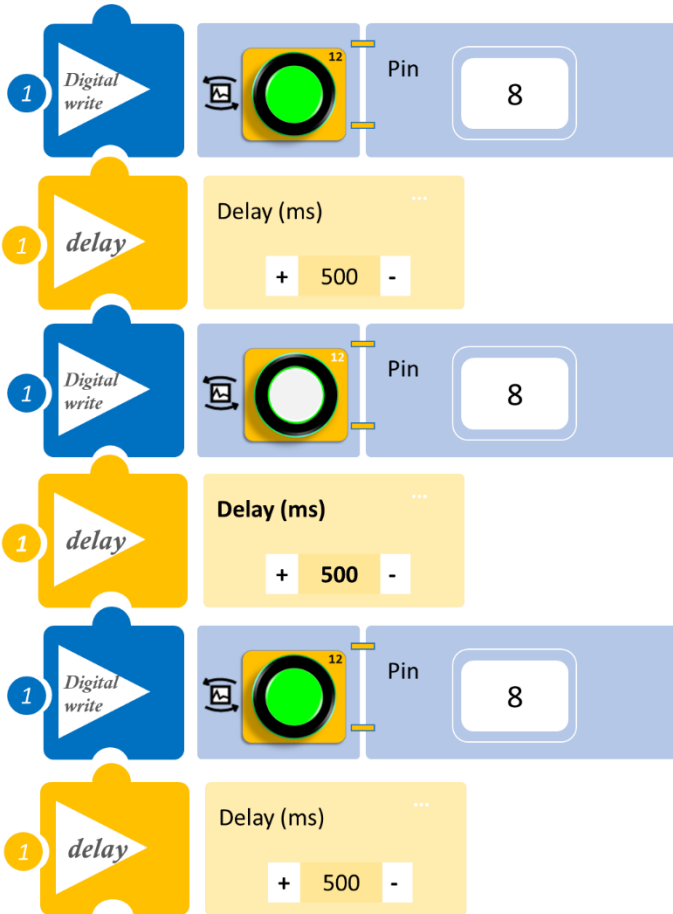 1
Digital
write
12
Pin
8
1
delay
Delay (ms)
...
+ 500 -
1
Digital
write
12
Pin
8
1
delay
Delay (ms)
...
+ 500 -
1
Digital
write
12
Pin
8
1
delay
Delay (ms)
...
+ 500 -